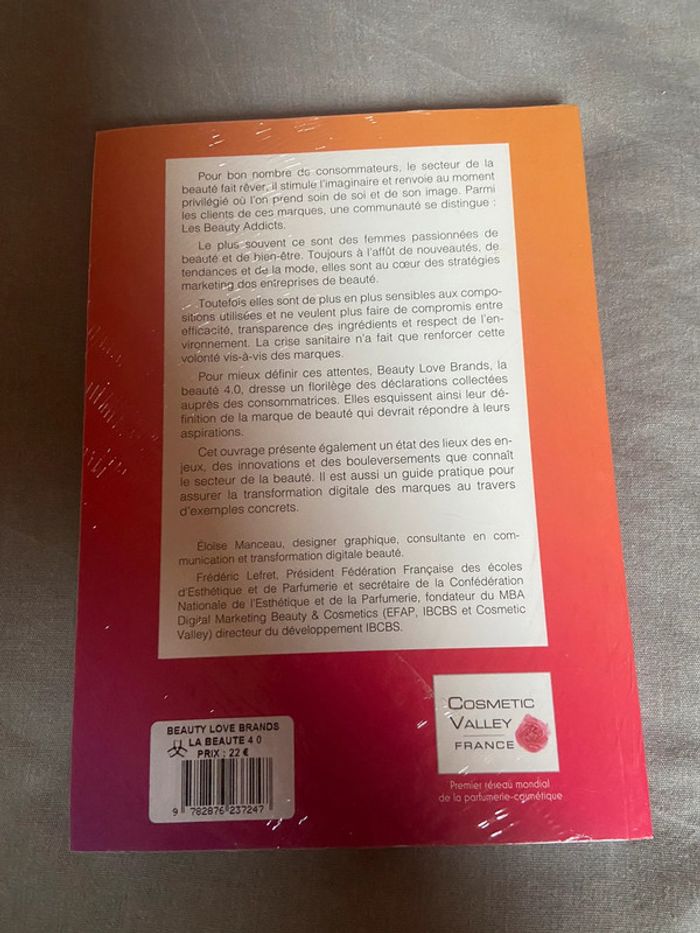 Pour bon nombre de consommateurs, le secteur de la
beauté fait rêver, il stimule l'imaginaire et renvoie au moment
privilégié où l'on prend soin de soi et de son image. Parmi
les clients de ces marques, une communauté se distingue :
Les Beauty Addicts.
Le plus souvent ce sont des femmes passionnées de
beauté et de bien-être. Toujours à l'affût de nouveautés, de
tendances et de la mode, elles sont au cœur des stratégies
marketing des entreprises de beauté.
Toutefois elles sont de plus en plus sensibles aux compo-
sitions utilisées et ne veulent plus faire de compromis entre
efficacité, transparence des ingrédients et respect de l'en-
vironnement. La crise sanitaire n'a fait que renforcer cette
volonté vis-à-vis des marques.
Pour mieux définir ces attentes, Beauty Love Brands, la
beauté 4.0, dresse un florilège des déclarations collectées
auprès des consommatrices. Elles esquissent ainsi leur dé-
finition de la marque de beauté qui devrait répondre à leurs
aspirations.
Cet ouvrage présente également un état des lieux des en-
jeux, des innovations et des bouleversements que connaît
le secteur de la beauté. Il est aussi un guide pratique pour
assurer la transformation digitale des marques au travers
d'exemples concrets.
Éloïse Manceau, designer graphique, consultante en com-
munication et transformation digitale beauté.
Frédéric Lefret, Président Fédération Française des écoles
d'Esthétique et de Parfumerie et secrétaire de la Confédération
Nationale de l'Esthétique et de la Parfumerie, fondateur du MBA
Digital Marketing Beauty & Cosmetics (EFAP, IBCBS et Cosmetic
Valley) directeur du développement IBCBS.
COSMETIC
VALLEY
FRANCE
Premier réseau mondial
de la parfumerie-cosmétique
BEAUTY LOVE BRANDS
LA BEAUTE 4 0
PRIX : 22 €
9 782876 237247